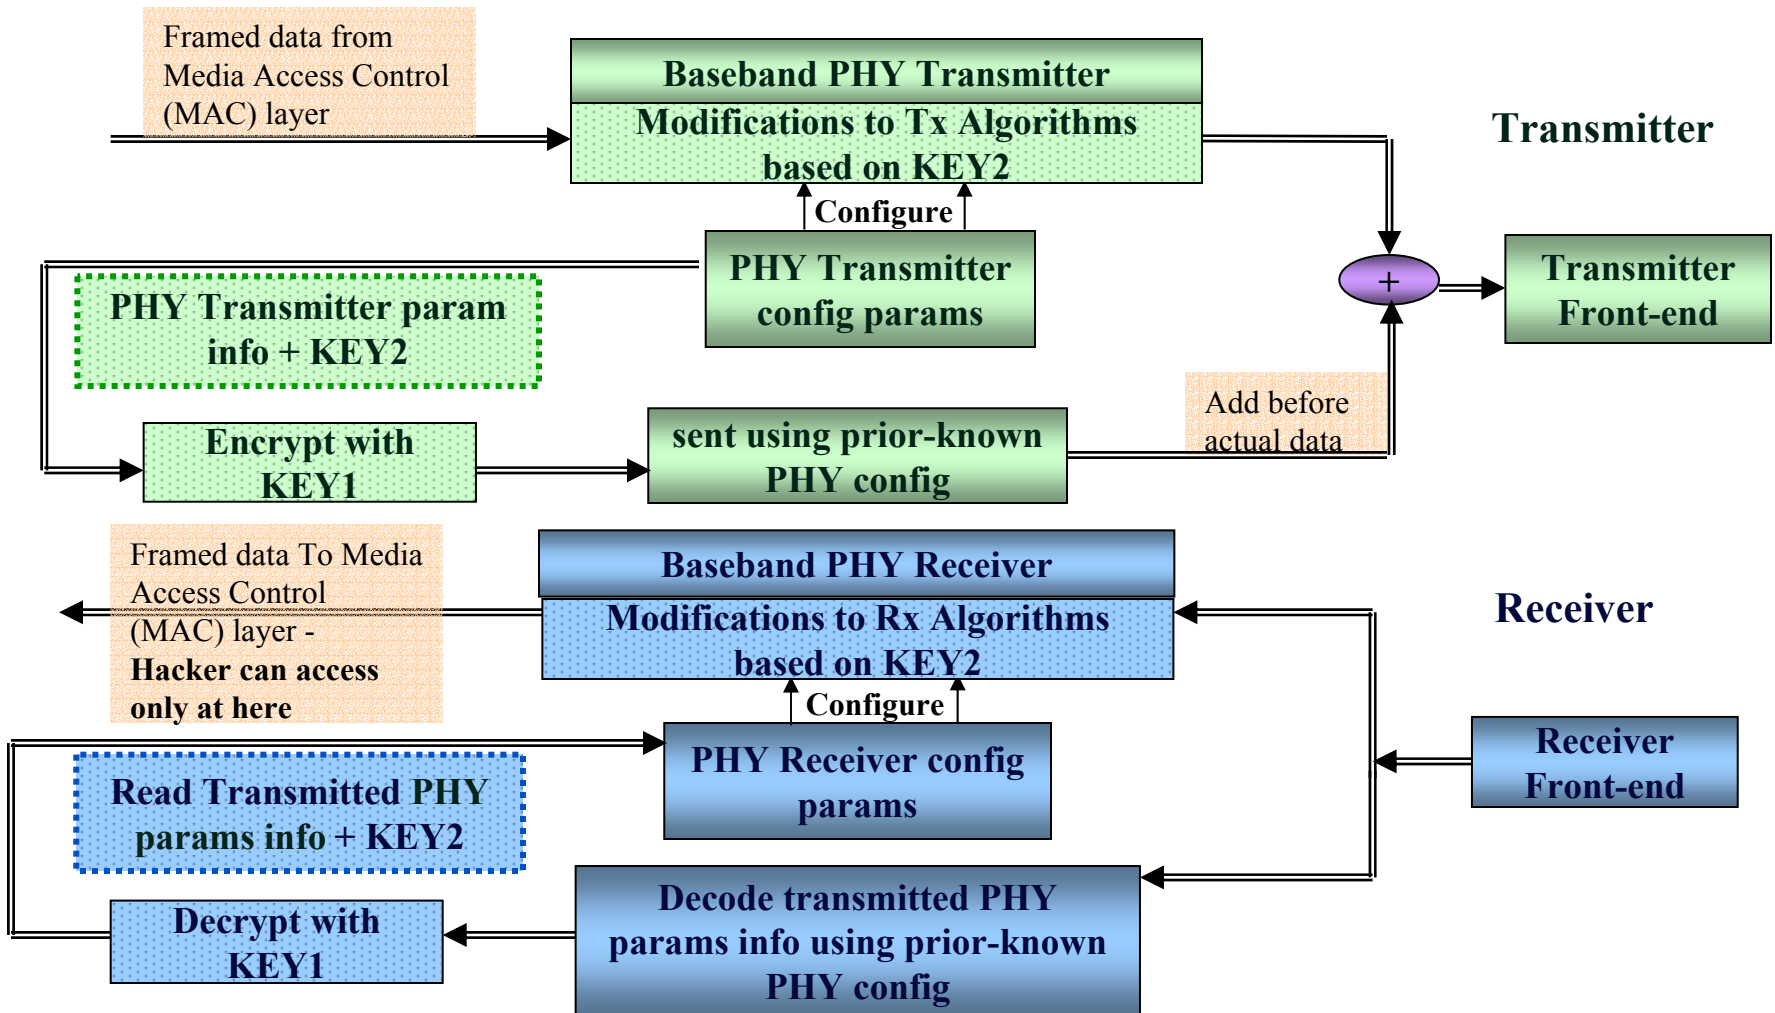 Framed data from
Media Access Control
(MAC) layer
Baseband PHY Transmitter
Modifications to Tx Algorithms
based on KEY2
Transmitter
Configure
PHY Transmitter
config params
PHY Transmitter param
info + KEY2
+
Transmitter
Front-end
Add before
actual data
Encrypt with
KEY1
sent using prior-known
PHY config
Framed data To Media
Access Control
(MAC) layer -
Hacker can access
only at here
Baseband PHY Receiver
Modifications to Rx Algorithms
based on KEY2
Receiver
Configure
PHY Receiver config
params
Read Transmitted PHY
params info + KEY2
Receiver
Front-end
Decode transmitted PHY
params info using prior-known
PHY config
Decrypt with
KEY1